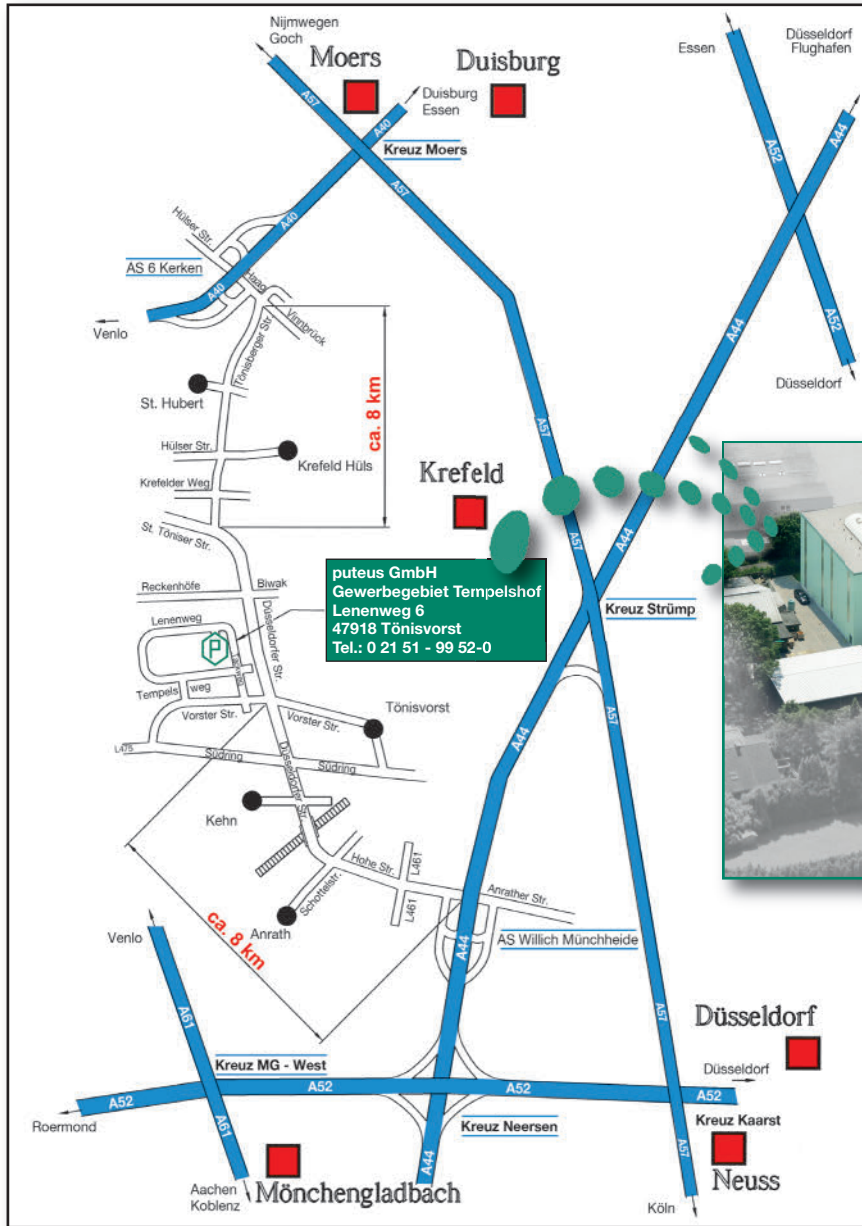 Nijmwegen
Goch
Moers
Duisburg
Essen
Düsseldorf
Flughafen
Duisburg
Essen
A57
A40
Kreuz Moers
A57
A52
A44
Hülser Str.
A40
AS 6 Kerken
Haag
A40
Vinnbrück
Venlo
Tönisberger Str.
A44
A52
Düsseldorf
St. Hubert
ca. 8 km
A57
Hülser Str.
Krefeld Hüls
Krefelder Weg
Krefeld
St. Töniser Str.
A57
A44
puteus GmbH
Gewerbegebiet Tempelshof
Lenenweg 6
47918 Tönisvorst
Tel.: 0 21 51 - 99 52-0
Reckenhöfe
Biwak
Kreuz Strümp
Lenenweg
Düsseldorfer Str.
P
Tempels
weg
Vorster Str.
Vorster Str.
Tönisvorst
A57
A44
L475
Südring
Südring
Düsseldorfer Str.
Kehn
Hohe Str.
L461
Schottelstr.
L461
Anrather Str.
Anrath
ca. 8 km
A44
AS Willich Münchheide
Venlo
A61
A57
Düsseldorf
Kreuz MG - West
Düsseldorf
A52
A52
A52
A52
Roermond
A61
Kreuz Neersen
Kreuz Kaarst
A44
A57
Aachen
Koblenz
Mönchengladbach
Neuss
Köln